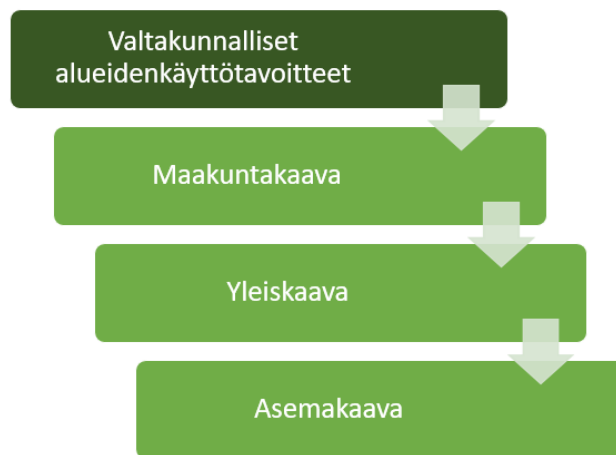 Valtakunnalliset
alueidenkäyttötavoitteet
Maakuntakaava
Yleiskaava
Asemakaava